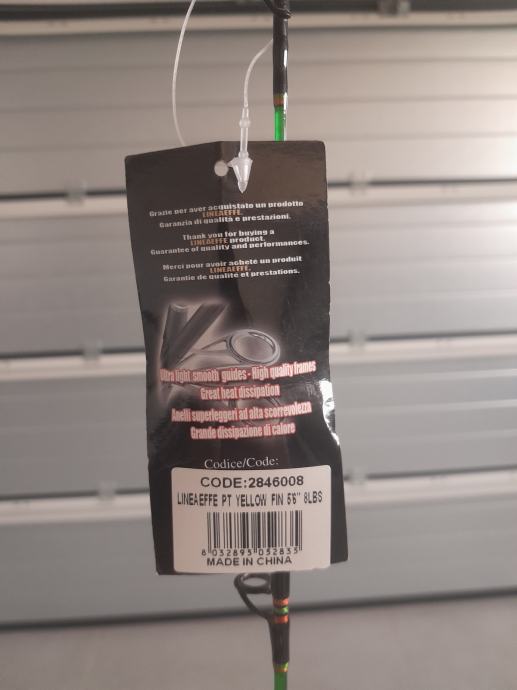 Grazie per aver acquistato un prodotto
LINEAEFFE.
Garanzia di qualità e prestazioni.
Thank you for buying a
LINEAEFFE product.
Guarantee of quality and performances.
Merci pour avoir acheté un produit
LINEAEFFE.
Garantie de qualité et prestations.
Ultra light smooth guides - High quality frames
Great heat dissipation
Anelli superleggeri ad alta scorrevolezza
Grande dissipazione di calore
Codice/Code:
CODE:2846008
LINEAEFFE PT YELLOW FIN 5'6" 8LBS
8 032895 052835
MADE IN CHINA